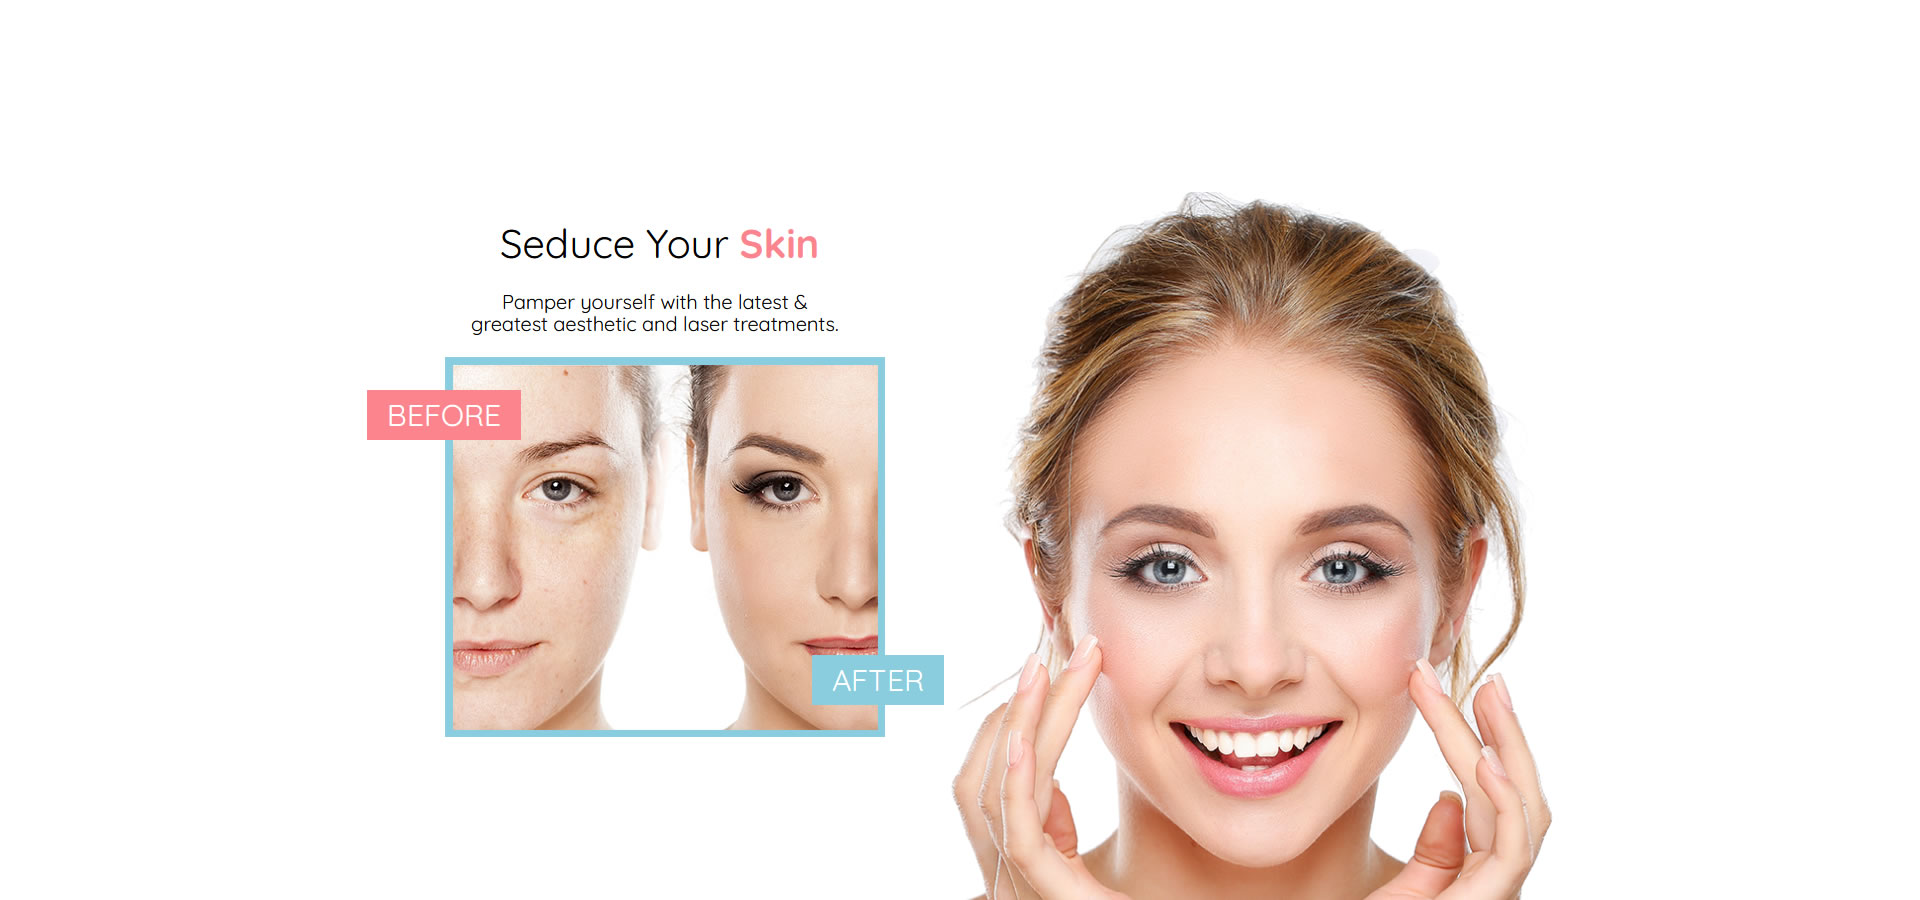 Seduce Your Skin
Pamper yourself with the latest &
greatest aesthetic and laser treatments.
BEFORE
AFTER